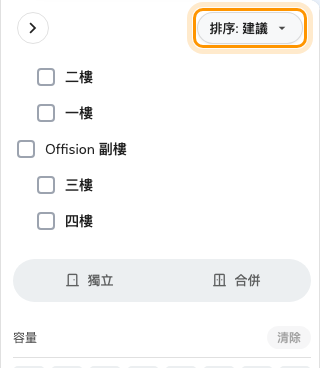 排序: 建議
二樓
一樓
Offision 副樓
三樓
四樓
獨立 合併
容量 清除